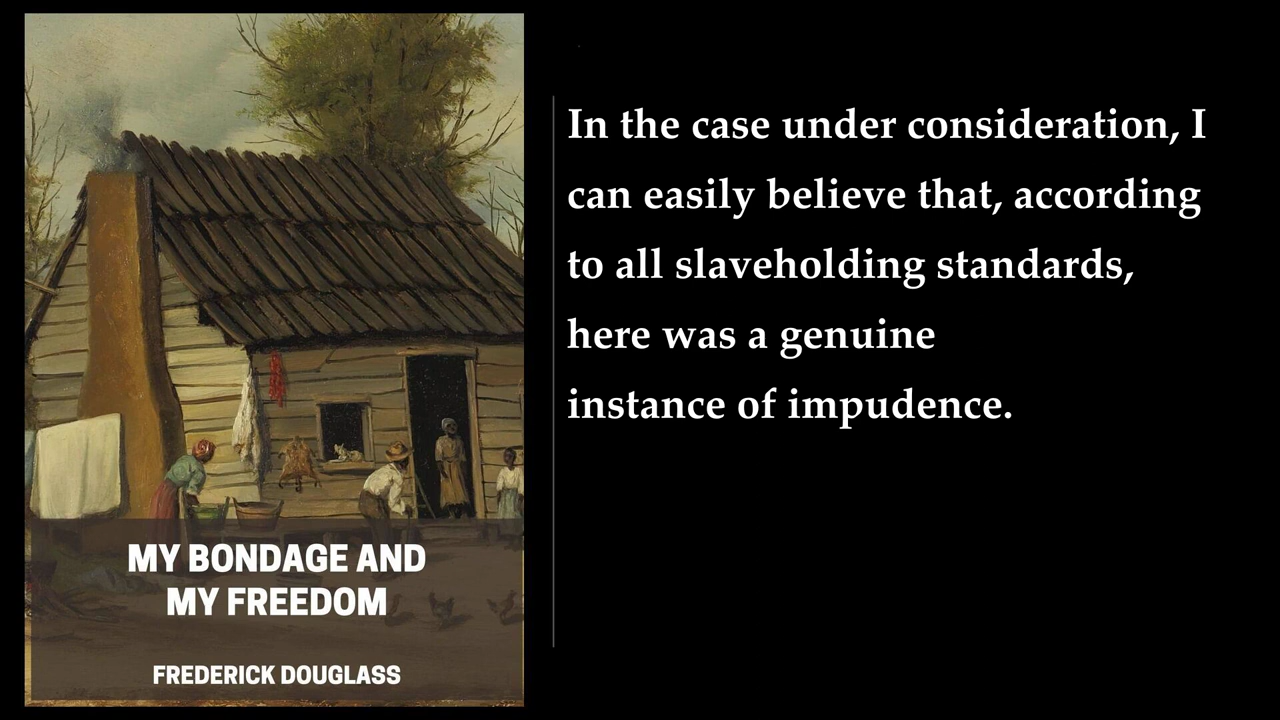 MY BONDAGE AND
MY FREEDOM
FREDERICK DOUGLASS
In the case under consideration, I
can easily believe that, according
to all slaveholding standards,
here was a genuine
instance of impudence.